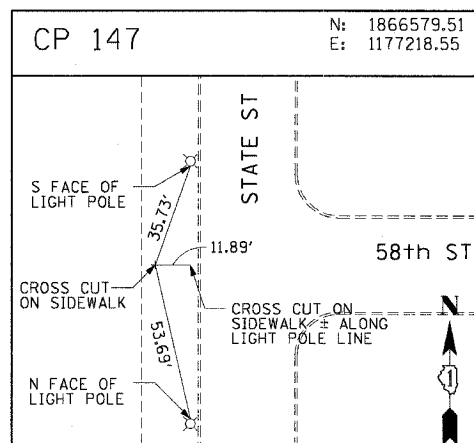 CP 147
N: 1866579.51
E: 1177218.55
STATE ST
S FACE OF
LIGHT POLE
35.73'
11.89'
58th ST
CROSS CUT
ON SIDEWALK
CROSS CUT ON
SIDEWALK ± ALONG
LIGHT POLE LINE
53.69'
N FACE OF
LIGHT POLE
N
1